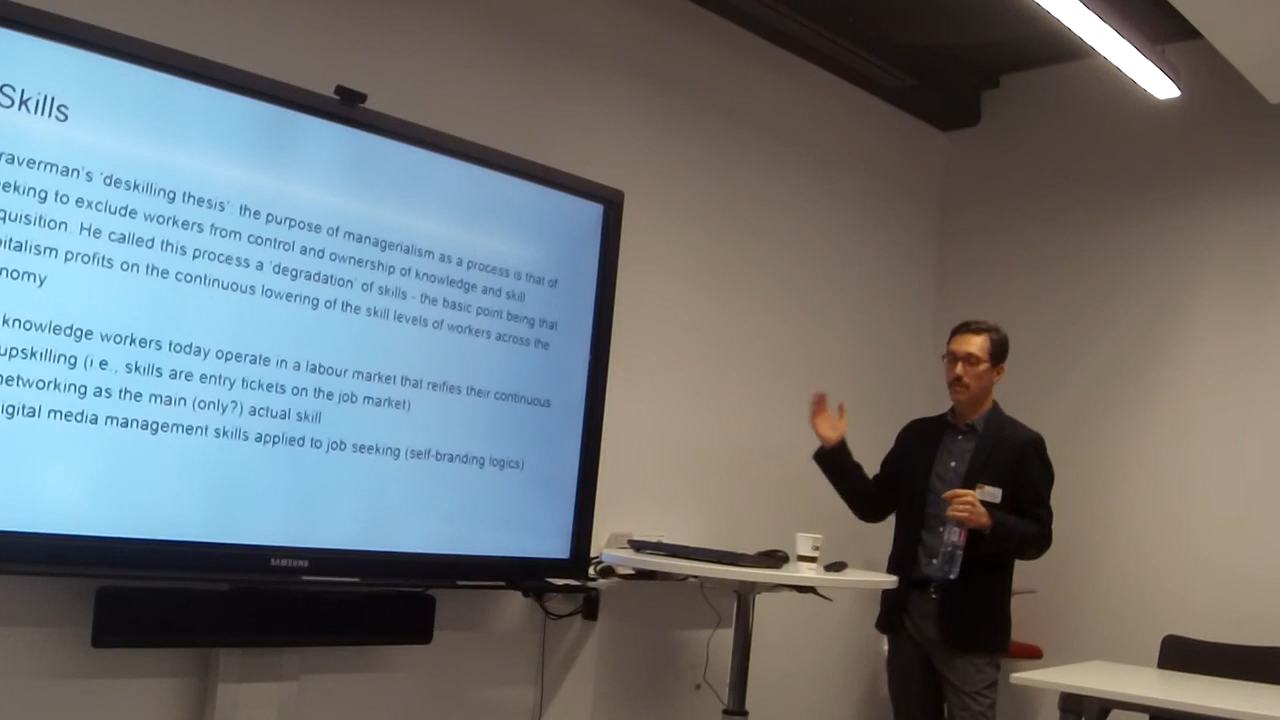 Skills
raverman's 'deskilling thesis': the purpose of managerialism as a process is that of
eking to exclude workers from control and ownership of knowledge and skill
quisition. He called this process a 'degradation' of skills - the basic point being that
pitalism profits on the continuous lowering of the skill levels of workers across the
nomy
knowledge workers today operate in a labour market that reifies their continuous
upskilling (i.e., skills are entry tickets on the job market)
networking as the main (only?) actual skill
igital media management skills applied to job seeking (self-branding logics)
SAMSUNG